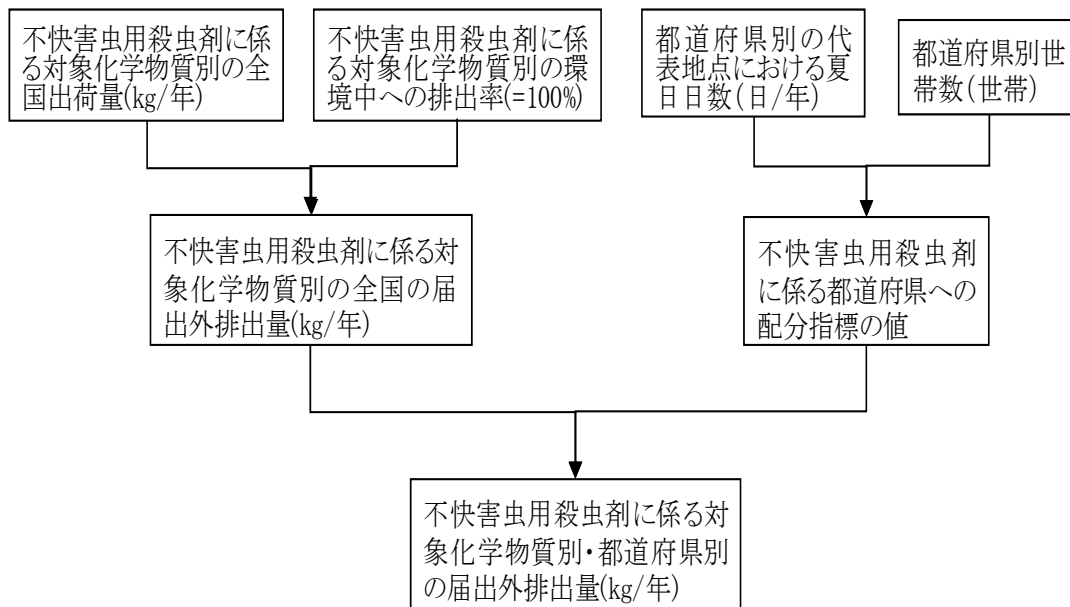 不快害虫用殺虫剤に係
る対象化学物質別の全
国出荷量(kg/年)
不快害虫用殺虫剤に係
る対象化学物質別の環
境中への排出率(=100%)
都道府県別の代
表地点における夏
日日数(日/年)
都道府県別世
帯数(世帯)
不快害虫用殺虫剤に係る対
象化学物質別の全国の届
出外排出量(kg/年)
不快害虫用殺虫剤
に係る都道府県への
配分指標の値
不快害虫用殺虫剤に係る対
象化学物質別・都道府県別
の届出外排出量(kg/年)